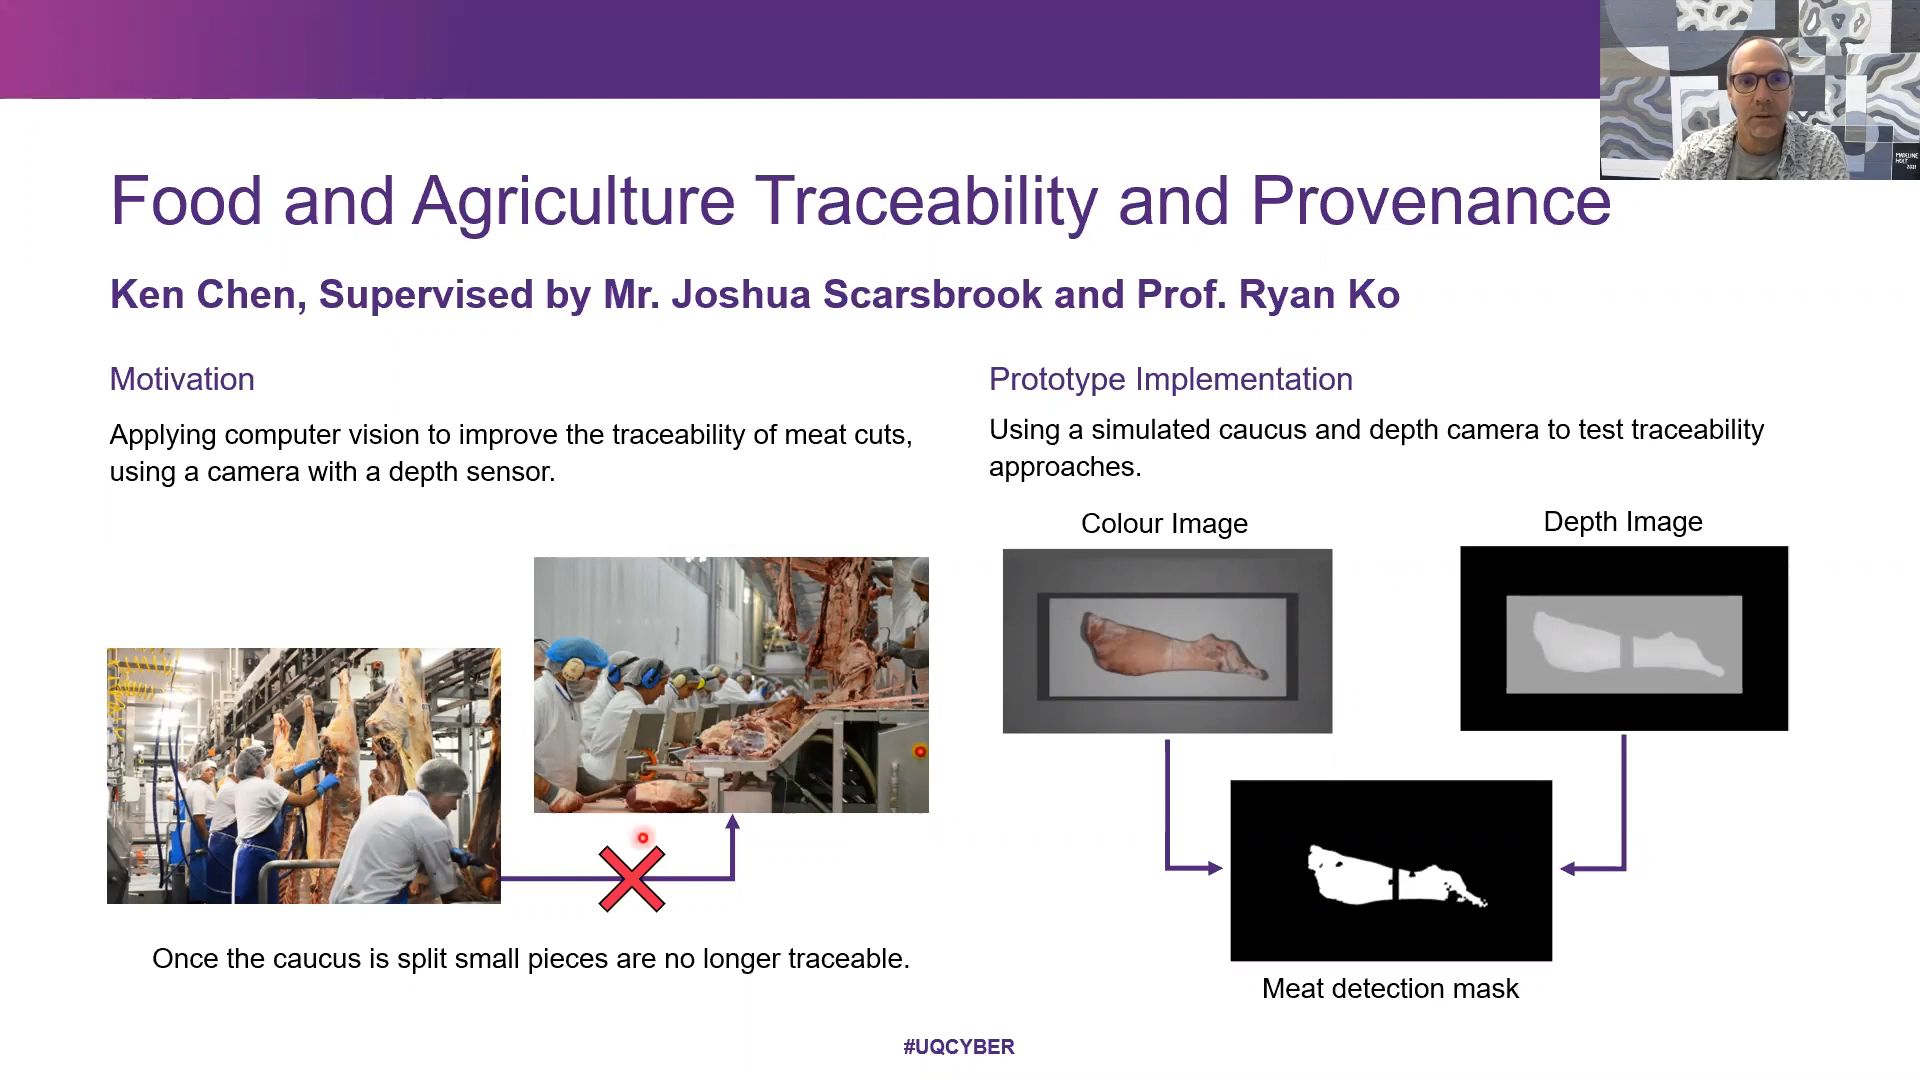 MADELINE
HOLT
2021
Food and Agriculture Traceability and Provenance
Ken Chen, Supervised by Mr. Joshua Scarsbrook and Prof. Ryan Ko
Motivation
Applying computer vision to improve the traceability of meat cuts,
using a camera with a depth sensor.
Once the caucus is split small pieces are no longer traceable.
Prototype Implementation
Using a simulated caucus and depth camera to test traceability
approaches.
Colour Image
Depth Image
Meat detection mask
#UQCYBER